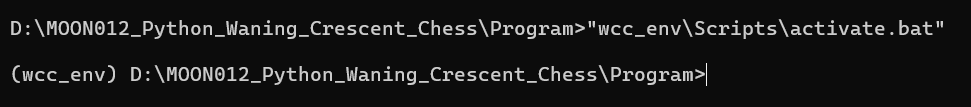 D:\MOON012_Python_Waning_Crescent_Chess\Program>"wcc_env\Scripts\activate.bat"
(wcc_env) D:\MOON012_Python_Waning_Crescent_Chess\Program>